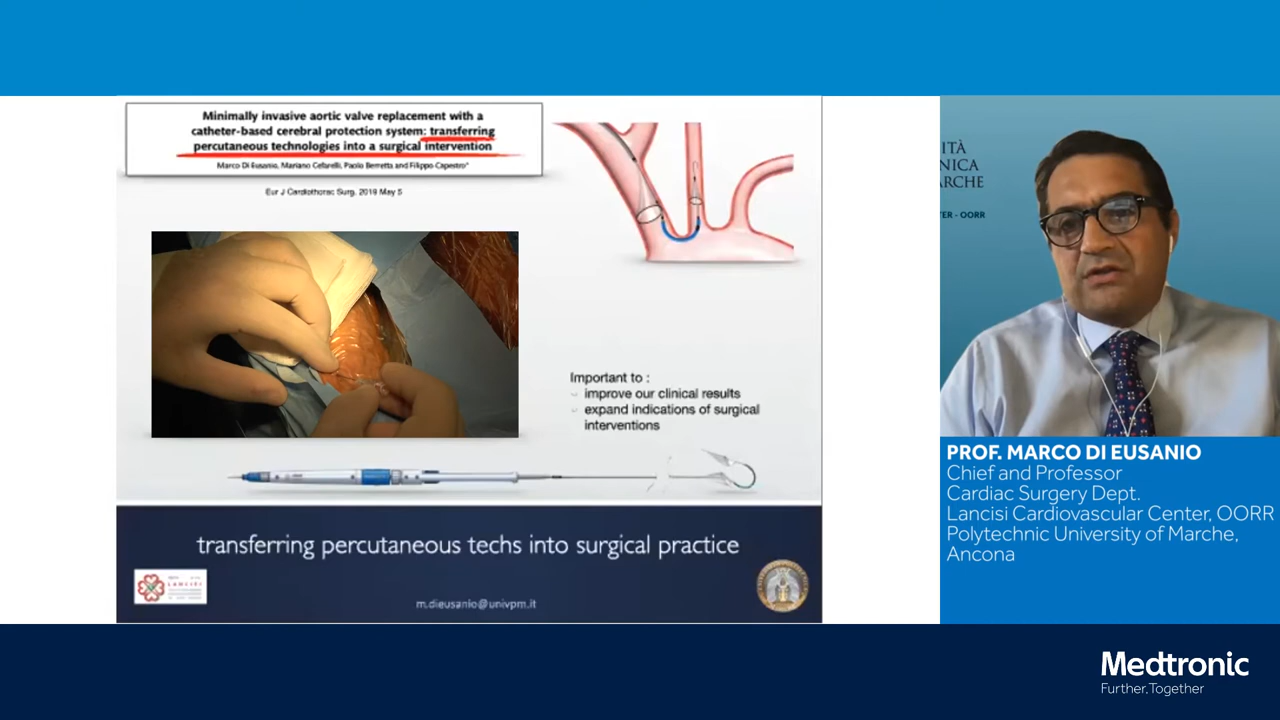 Minimally invasive aortic valve replacement with a
catheter-based cerebral protection system: transferring
percutaneous technologies into a surgical intervention
Marco Di Eusanio, Mariano Cefarelli, Paolo Berretta and Filippo Capestro*
Eur J Cardiothorac Surg, 2019 May 5
Important to :
improve our clinical results
expand indications of surgical
interventions
transferring percutaneous techs into surgical practice
LANCISI
m.dieusanio@univpm.it
ITÀ
NICA
ARCHE
TER - OORR
PROF. MARCO DI EUSANIO
Chief and Professor
Cardiac Surgery Dept.
Lancisi Cardiovascular Center, OORR
Polytechnic University of Marche,
Ancona
Medtronic
Further.Together